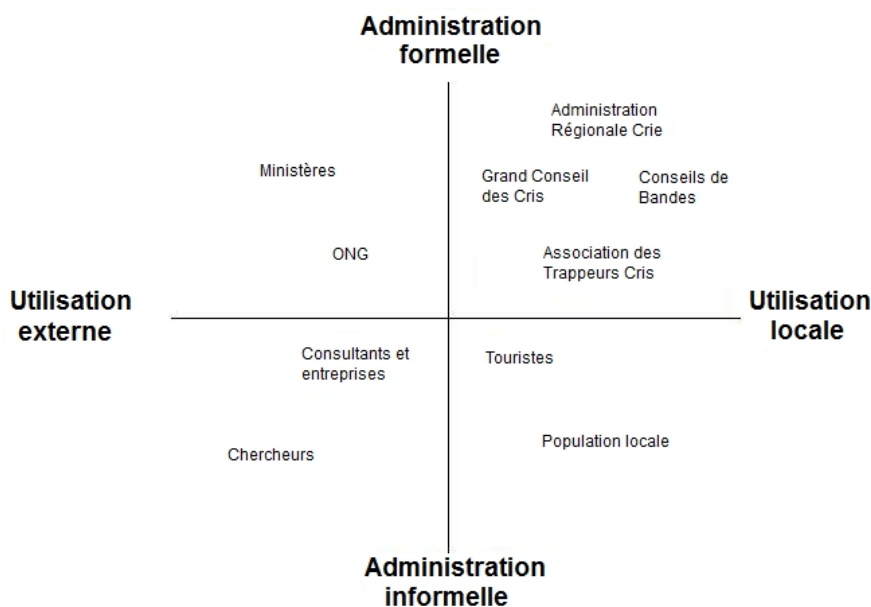 Administration
formelle
Administration
Régionale Crie
Ministères
Grand Conseil
des Cris
Conseils de
Bandes
ONG
Association des
Trappeurs Cris
Utilisation
externe
Utilisation
locale
Consultants et
entreprises
Touristes
Population locale
Chercheurs
Administration
informelle